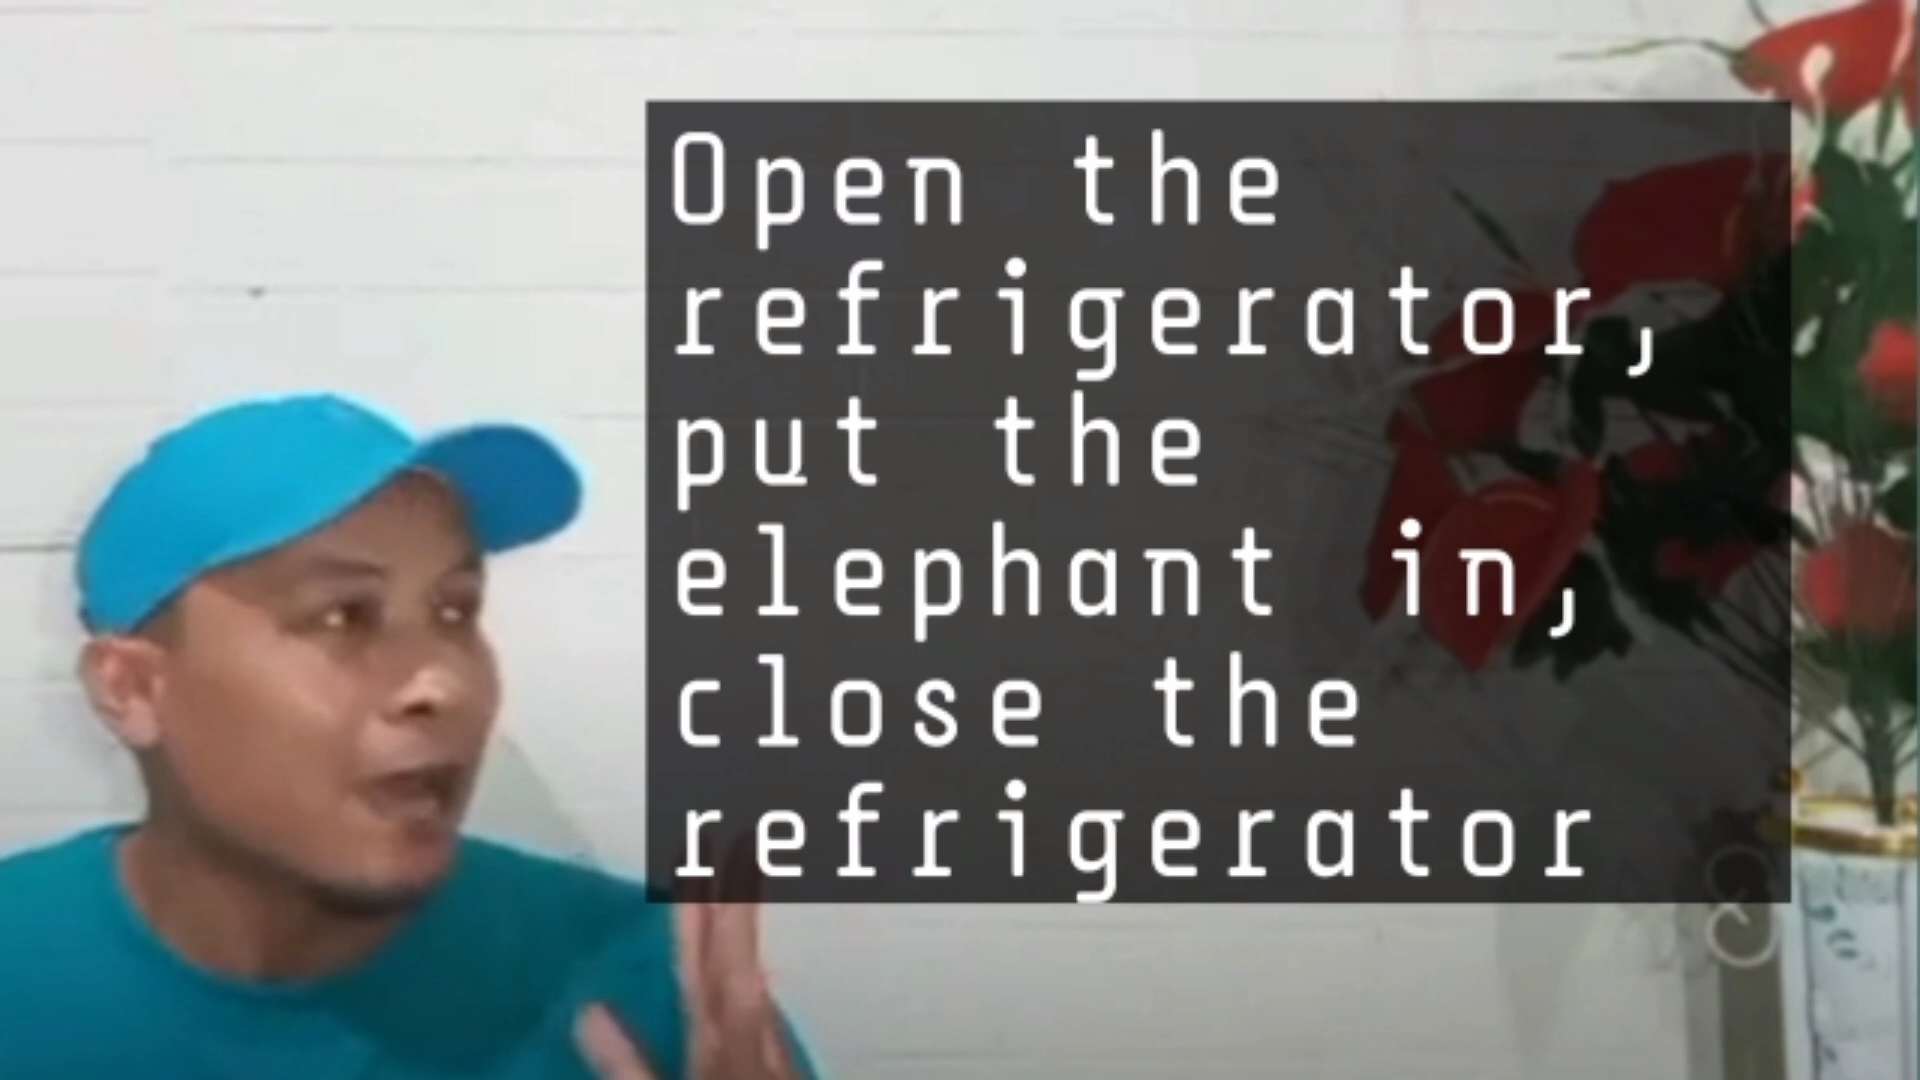 Open the
refrigerator,
put the
elephant in,
close the
refrigerator